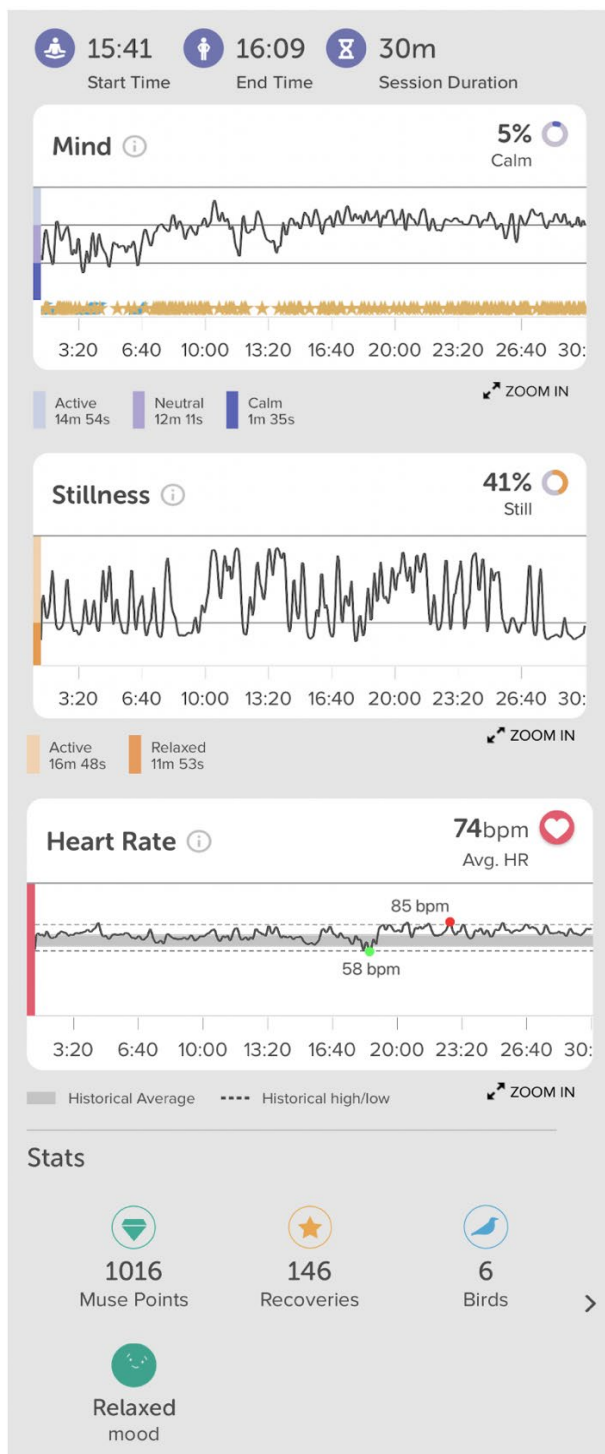 15:41 16:09 30m
Start Time End Time Session Duration
Mind
5%
Calm
3:20 6:40 10:00 13:20 16:40 20:00 23:20 26:40 30:
Active Neutral Calm
14m 54s 12m 11s 1m 35s
ZOOM IN
Stillness
41%
Still
3:20 6:40 10:00 13:20 16:40 20:00 23:20 26:40 30:
ZOOM IN
Active Relaxed
16m 48s 11m 53s
Heart Rate
74bpm
Avg. HR
85 bpm
58 bpm
3:20 6:40 10:00 13:20 16:40 20:00 23:20 26:40 30:
Historical Average Historical high/low ZOOM IN
Stats
1016 146 6
Muse Points Recoveries Birds
Relaxed
mood